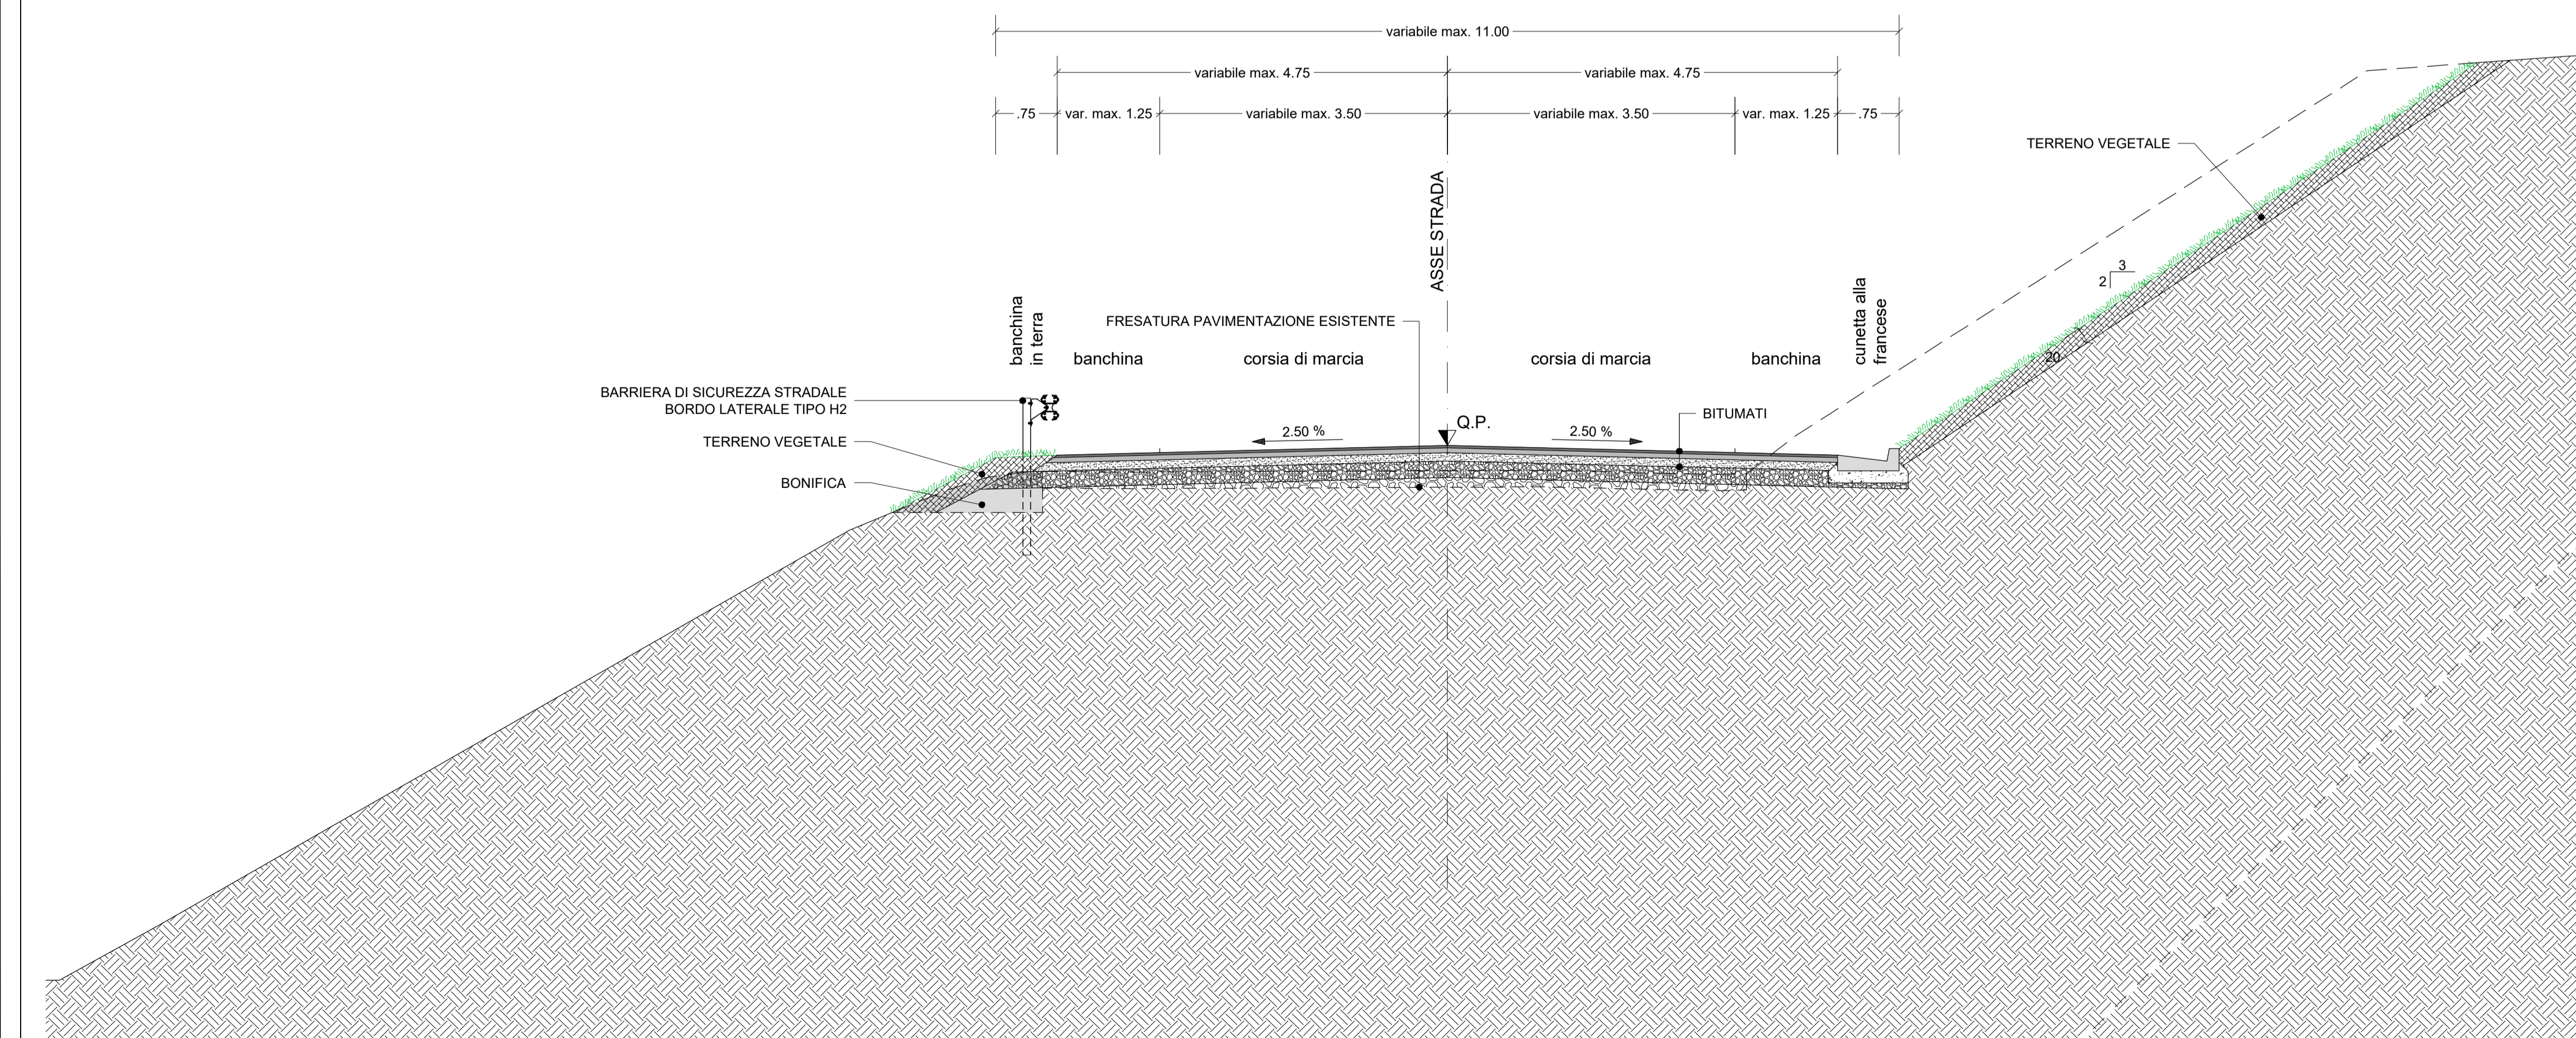 variabile max. 11.00
variabile max. 4.75
variabile max. 4.75
.75
var. max. 1.25
variabile max. 3.50
variabile max. 3.50
var. max. 1.25
.75
TERRENO VEGETALE
ASSE STRADA
3
2
banchina
in terra
cunetta alla
francese
FRESATURA PAVIMENTAZIONE ESISTENTE
banchina
corsia di marcia
corsia di marcia
banchina
20
BARRIERA DI SICUREZZA STRADALE
BORDO LATERALE TIPO H2
BITUMATI
Q.P.
2.50 %
2.50 %
TERRENO VEGETALE
BONIFICA